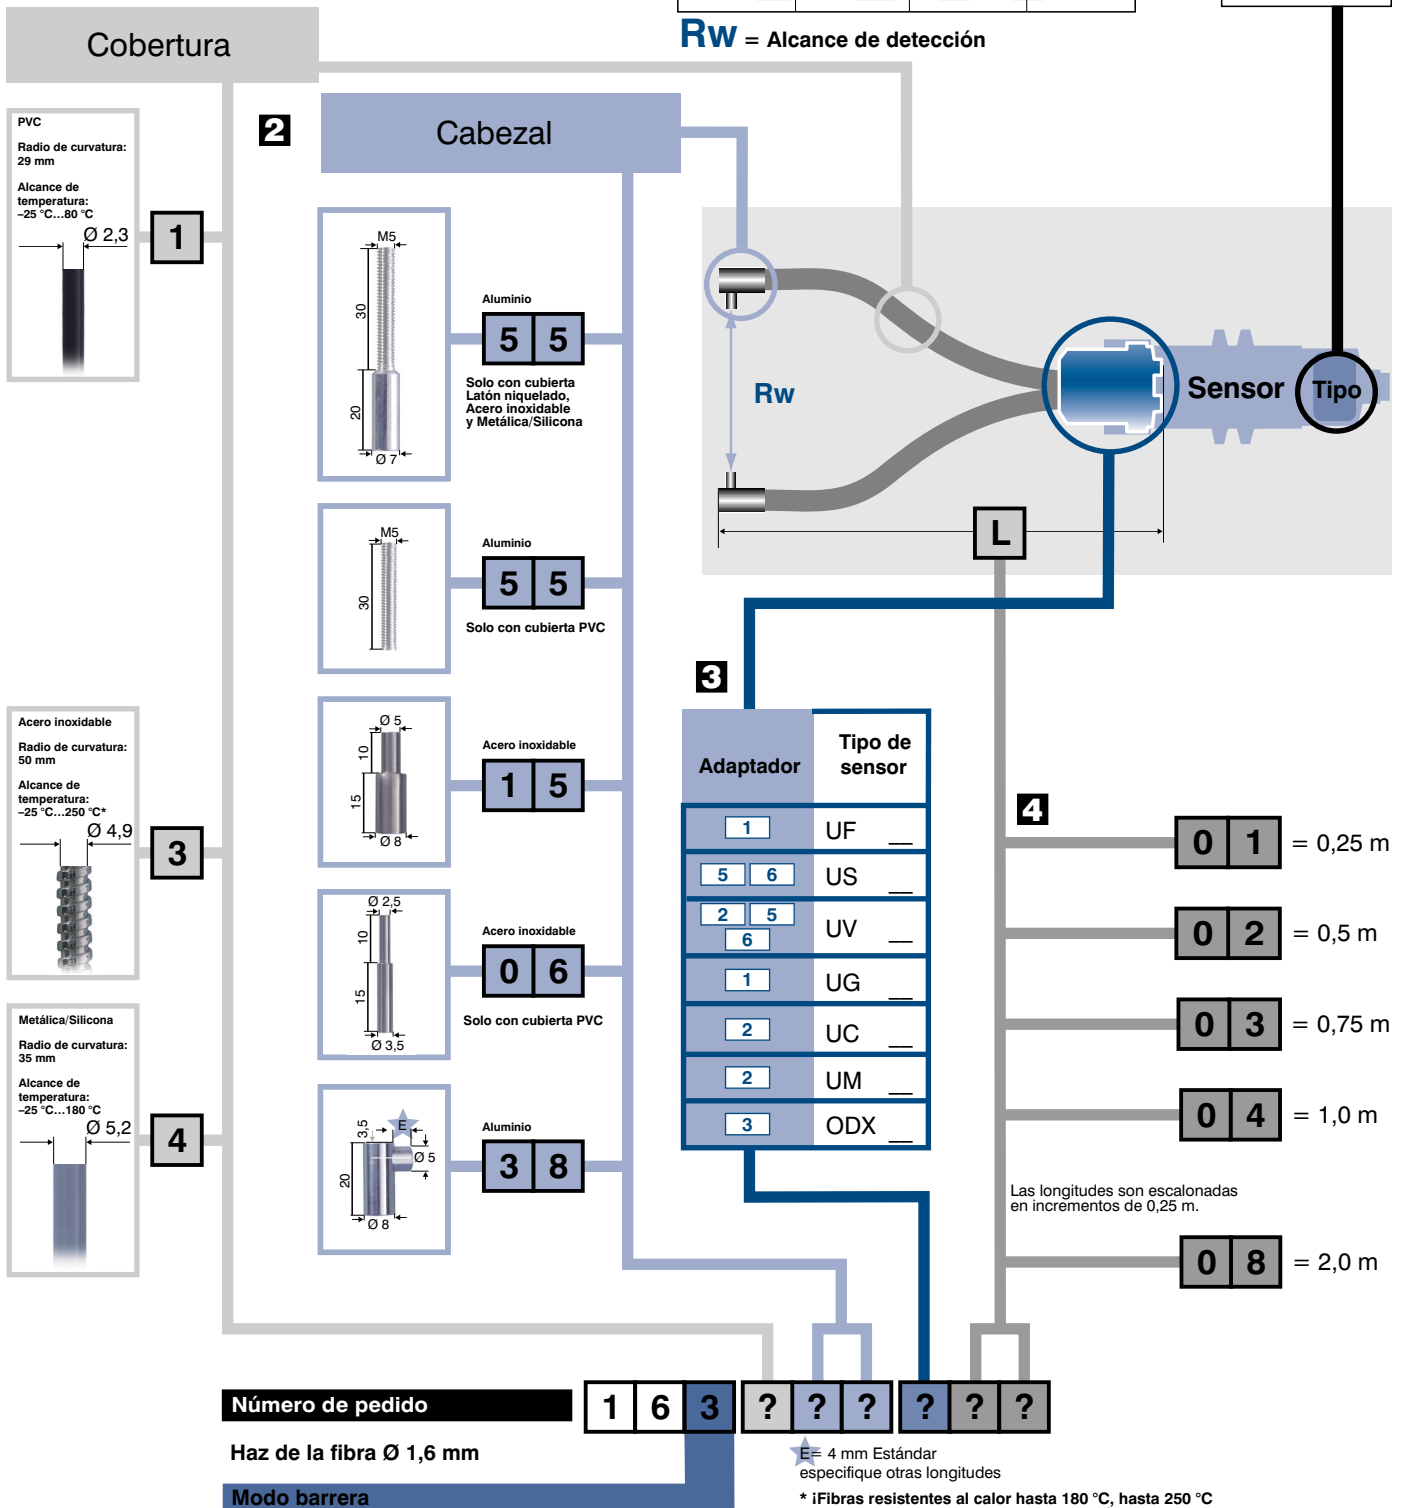 Rw = Alcance de detección
Cobertura
PVC
Radio de curvatura:
29 mm
Alcance de
temperatura:
–25 °C...80 °C
Ø 2,3
1
2
Cabezal
M5
30
20
Ø 7
Aluminio
5 5
Solo con cubierta
Latón niquelado,
Acero inoxidable
y Metálica/Silicona
Rw
Sensor
Tipo
L
M5
30
Aluminio
5 5
Solo con cubierta PVC
Acero inoxidable
Radio de curvatura:
50 mm
Alcance de
temperatura:
–25 °C...250 °C*
Ø 4,9
3
Ø 5
10
15
Ø 8
Acero inoxidable
1 5
Ø 2,5
10
15
Ø 3,5
Acero inoxidable
0 6
Solo con cubierta PVC
Metálica/Silicona
Radio de curvatura:
35 mm
Alcance de
temperatura:
–25 °C...180 °C
Ø 5,2
4
3,5
E
Ø 5
20
Ø 8
Aluminio
3 8
3
Adaptador
Tipo de
sensor
1 UF __
5 6 US __
2 5 6 UV __
1 UG __
2 UC __
2 UM __
3 ODX __
4
0 1 = 0,25 m
0 2 = 0,5 m
0 3 = 0,75 m
0 4 = 1,0 m
Las longitudes son escalonadas
en incrementos de 0,25 m.
0 8 = 2,0 m
Número de pedido
1 6 3 ? ? ? ? ? ?
Haz de la fibra Ø 1,6 mm
Modo barrera
E= 4 mm Estándar
especifique otras longitudes
* ¡Fibras resistentes al calor hasta 180 °C, hasta 250 °C